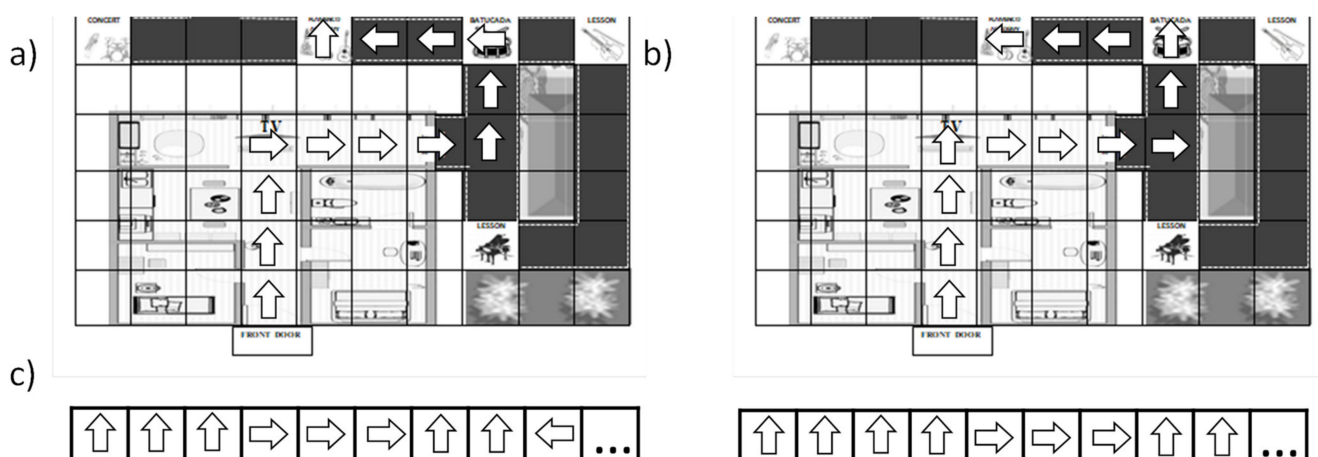 a)
CONCERT
BATUCADA
LESSON
TV
LESSON
FRONT DOOR
b)
CONCERT
BATUCADA
LESSON
TV
LESSON
FRONT DOOR
c)
...
...